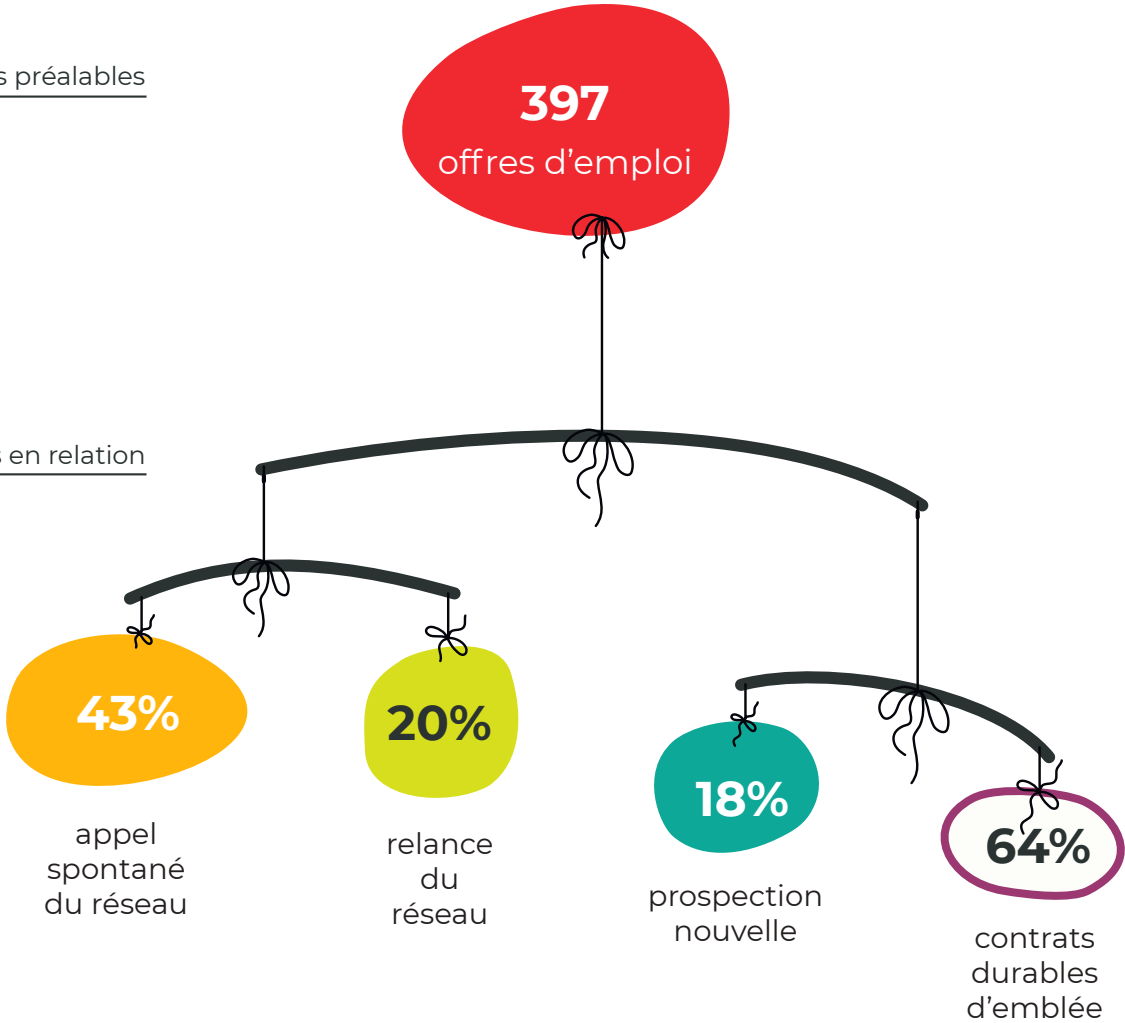 s préalables
397
offres d’emploi
s en relation
43%
appel
spontané
du réseau
20%
relance
du
réseau
18%
prospection
nouvelle
64%
contrats
durables
d’emblée